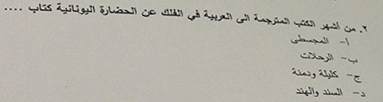 ٢. من أشهر الكتب المترجمة الى العربية في الفلك عن الحضارة اليونانية كتاب ....
أ- المجسطي
ب- الرحلات
ج- كليلة ودمنة
د- السند والهند